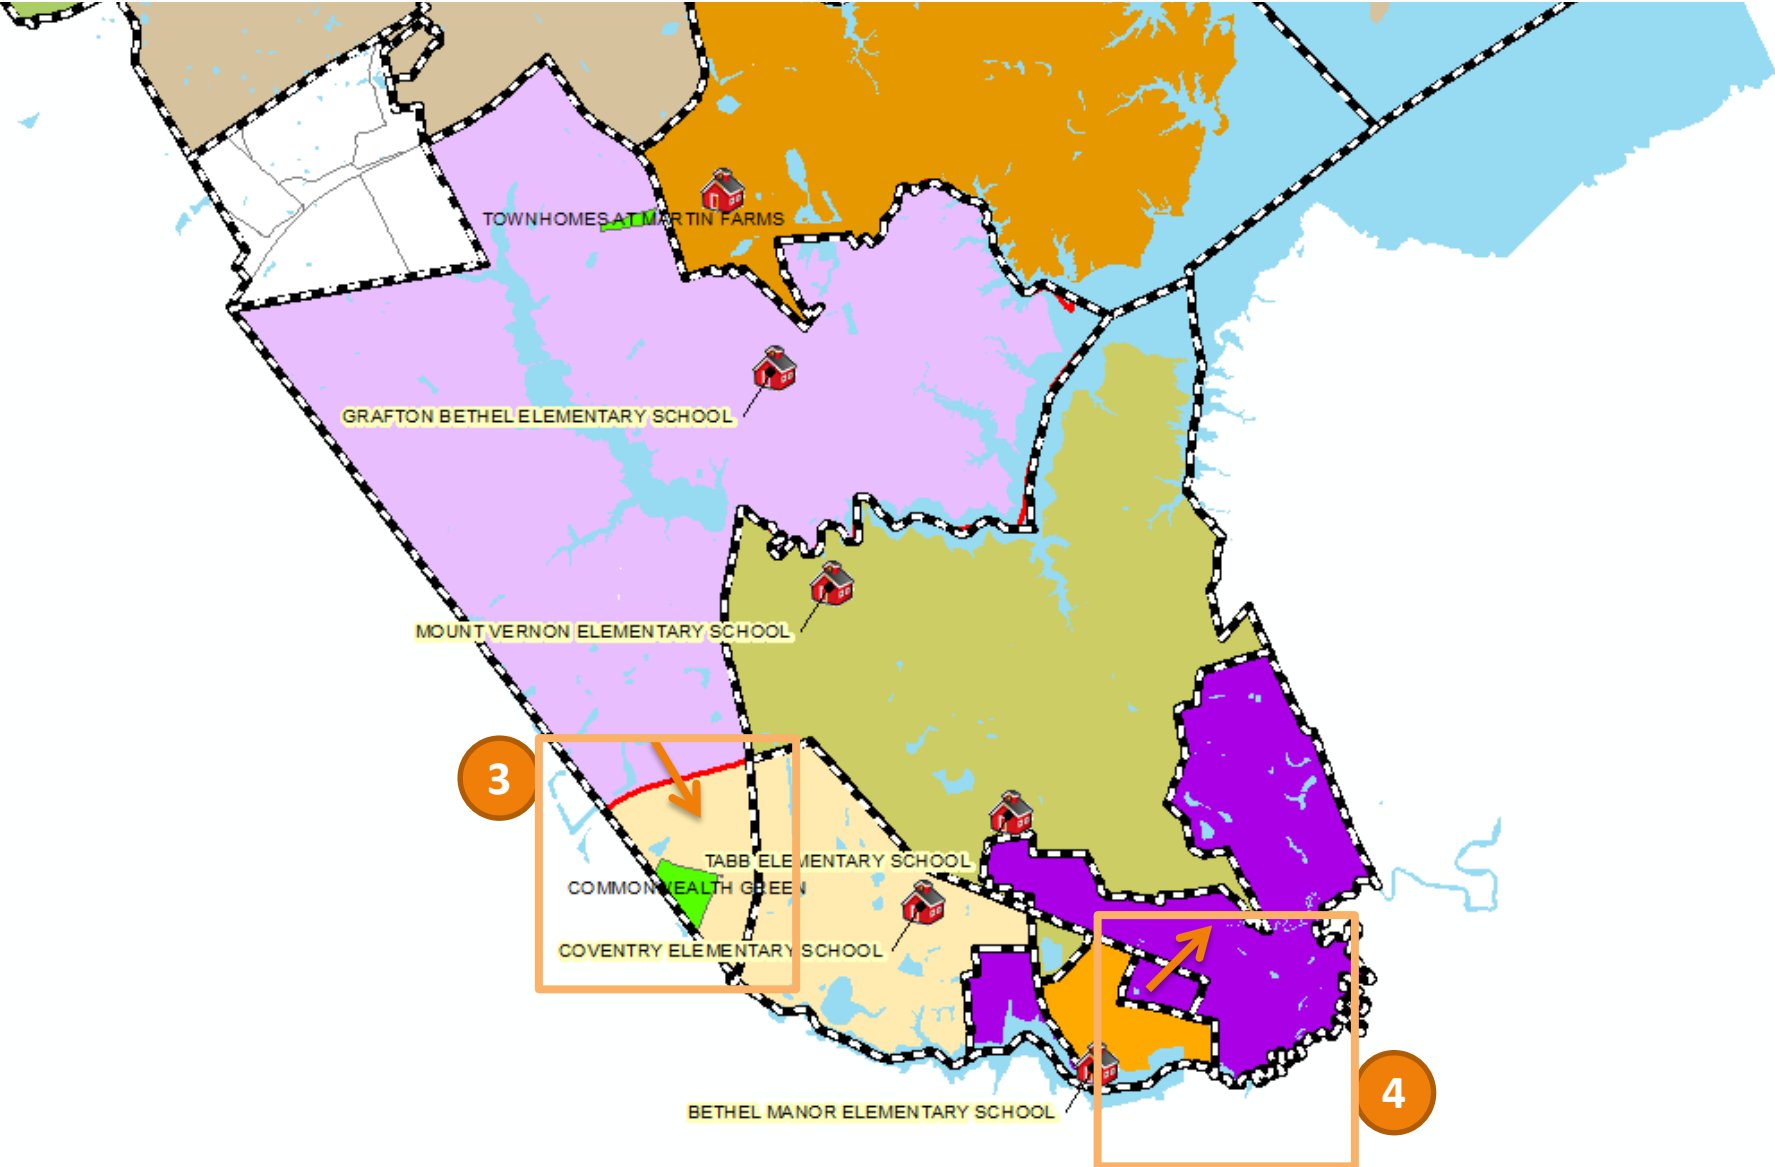 TOWNHOMES AT MARTIN FARMS
GRAFTON BETHEL ELEMENTARY SCHOOL
MOUNT VERNON ELEMENTARY SCHOOL
3
TABB ELEMENTARY SCHOOL
COMMONWEALTH GREEN
COVENTRY ELEMENTARY SCHOOL
4
BETHEL MANOR ELEMENTARY SCHOOL